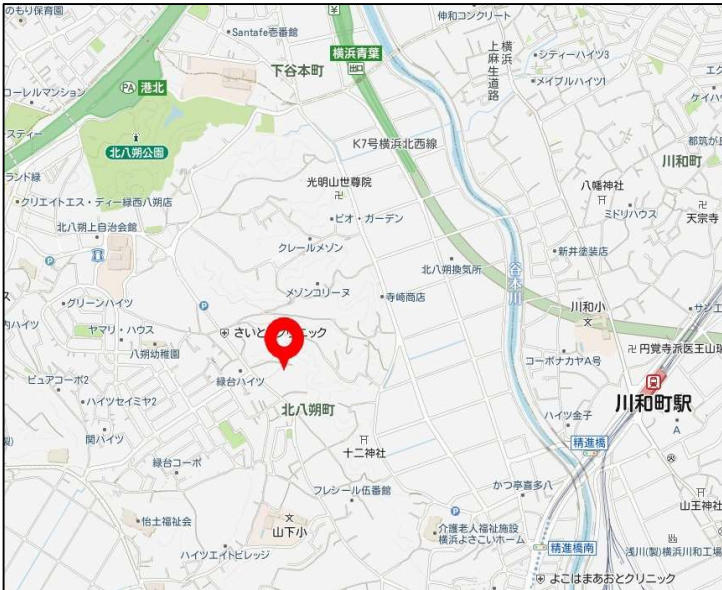 のもり保育園
Santafe壱番館
伸和コンクリート
横浜青葉
シティーハイツ3
下谷本町
横浜
上麻生道路
メイプルハイツ1
PA 港北
コーレルマンション
K7号横浜北西線
川和町
北八朔公園
ランド緑
光明山世尊院
八幡神社
クリエイトエス・ディー緑西八朔店
ビオ・ガーデン
ミドリハウス
天宗寺
北八朔上自治会館
クレールメゾン
新井塗装店
北八朔換気所
谷本川
メゾンコリーヌ
寺崎商店
グリーンハイツ
川和小
内ハイツ
ヤマリ・ハウス
さいと
ニック
八朔幼稚園
コーポナカヤA号
円覚寺派医王山瑞
ピュアコーポ2
緑台ハイツ
ハイツセイミヤ2
北八朔町
川和町駅
関ハイツ
ハイツ金子
A
十二神社
精進橋
緑台コーポ
フレシール伍番館
かつ亭喜多八
山王神社
怡土福祉会
山下小
介護老人福祉施設
横浜よさこいホーム
ハイツエイトビレッジ
精進橋南
浅川(製)横浜川和工場
よこはまあおとクリニック